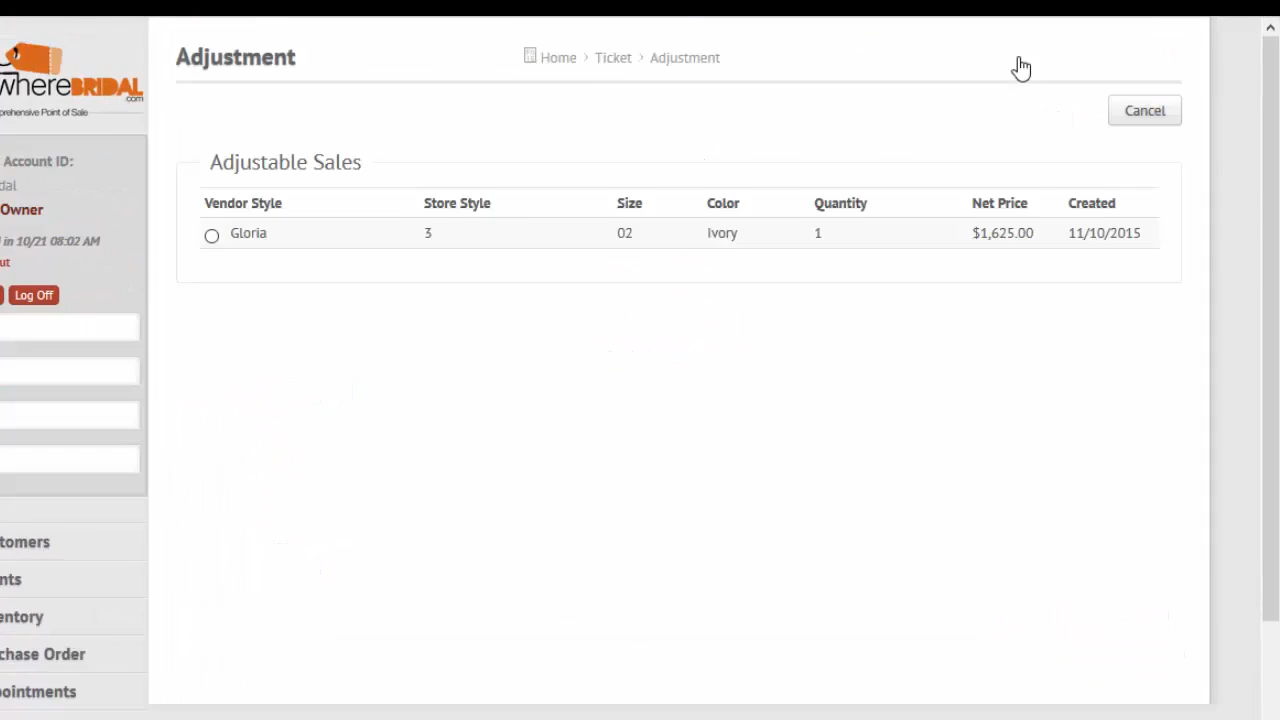 Adjustment
Home › Ticket › Adjustment
whereBRIDAL
.com
prehensive Point of Sale
Cancel
Account ID:
dal
Owner
in 10/21 08:02 AM
ut
Log Off
Adjustable Sales
Vendor Style Store Style Size Color Quantity Net Price Created
Gloria 3 02 Ivory 1 $1,625.00 11/10/2015
tomers
nts
entory
chase Order
pointments